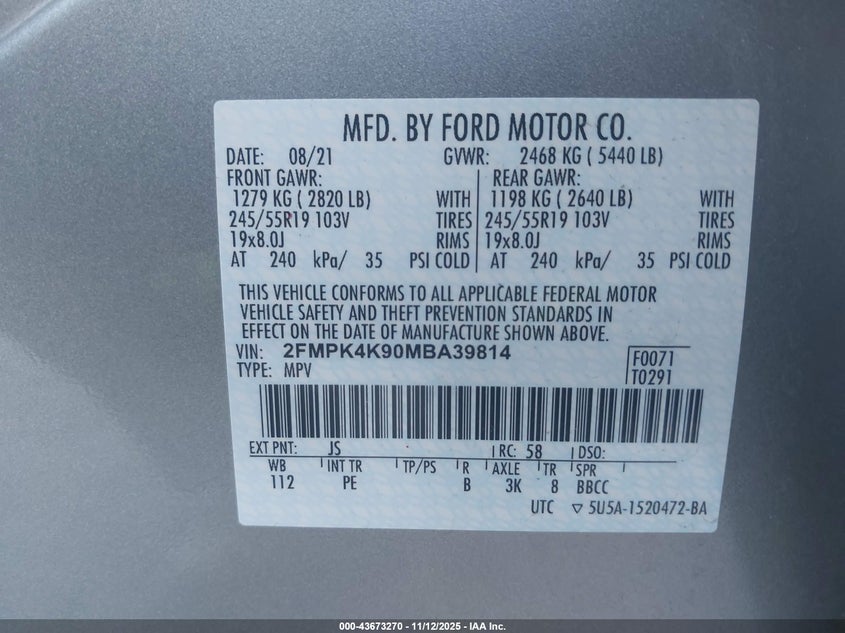 MFD. BY FORD MOTOR CO.
DATE: 08/21 GVWR: 2468 KG ( 5440 LB)
FRONT GAWR: REAR GAWR:
1279 KG ( 2820 LB) WITH 1198 KG ( 2640 LB) WITH
245/55R19 103V TIRES 245/55R19 103V TIRES
19x8.0J RIMS 19x8.0J RIMS
AT 240 kPa/ 35 PSI COLD AT 240 kPa/ 35 PSI COLD
THIS VEHICLE CONFORMS TO ALL APPLICABLE FEDERAL MOTOR
VEHICLE SAFETY AND THEFT PREVENTION STANDARDS IN
EFFECT ON THE DATE OF MANUFACTURE SHOWN ABOVE.
VIN: 2FMPK4K90MBA39814 F0071
TYPE: MPV T0291
EXT PNT: JS RC: 58 DSO:
WB INT TR TP/PS R AXLE TR SPR
112 PE B 3K 8 BBCC
UTC ▽ 5U5A-1520472-BA
000-43673270 - 11/12/2025 - IAA Inc.